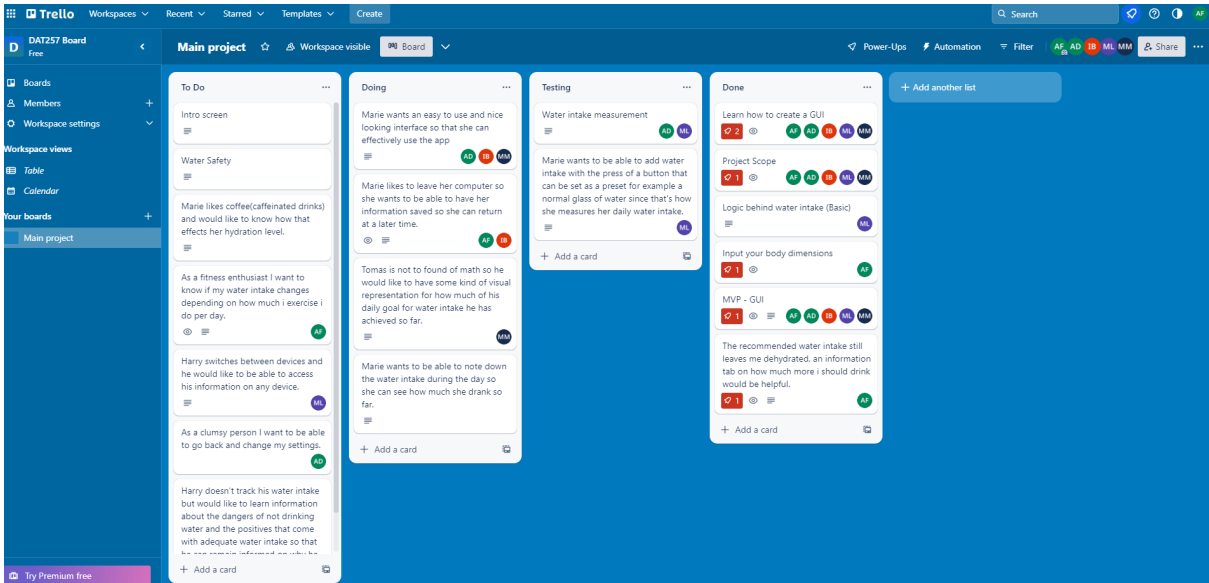 Trello
Workspaces
Recent
Starred
Templates
Create
Search
AF
D
DAT257 Board
Free
Main project
Workspace visible
Board
Power-Ups
Automation
Filter
AF AD IB ML MM
Share
Boards
Members
Workspace settings
Workspace views
Table
Calendar
Your boards
Main project
Try Premium free
To Do
Intro screen
Water Safety
Marie likes coffee(caffeinated drinks)
and would like to know how that
effects her hydration level.
As a fitness enthusiast I want to
know if my water intake changes
depending on how much i exercise i
do per day.
AF
Harry switches between devices and
he would like to be able to access
his information on any device.
ML
As a clumsy person I want to be able
to go back and change my settings.
AD
Harry doesn't track his water intake
but would like to learn information
about the dangers of not drinking
water and the positives that come
with adequate water intake so that
he can remain informed on why he
Add a card
Doing
Marie wants an easy to use and nice
looking interface so that she can
effectively use the app
AD IB MM
Marie likes to leave her computer so
she wants to be able to have her
information saved so she can return
at a later time.
AF IB
Tomas is not to found of math so he
would like to have some kind of visual
representation for how much of his
daily goal for water intake he has
achieved so far.
MM
Marie wants to be able to note down
the water intake during the day so
she can see how much she drank so
far.
Add a card
Testing
Water intake measurement
AD ML
Marie wants to be able to add water
intake with the press of a button that
can be set as a preset for example a
normal glass of water since that's how
she measures her daily water intake.
ML
Add a card
Done
Learn how to create a GUI
2 AF AD IB ML MM
Project Scope
1 AF AD IB ML MM
Logic behind water intake (Basic)
ML
Input your body dimensions
1 AF
MVP - GUI
1 AF AD IB ML MM
The recommended water intake still
leaves me dehydrated, an information
tab on how much more i should drink
would be helpful.
1 AF
Add a card
Add another list